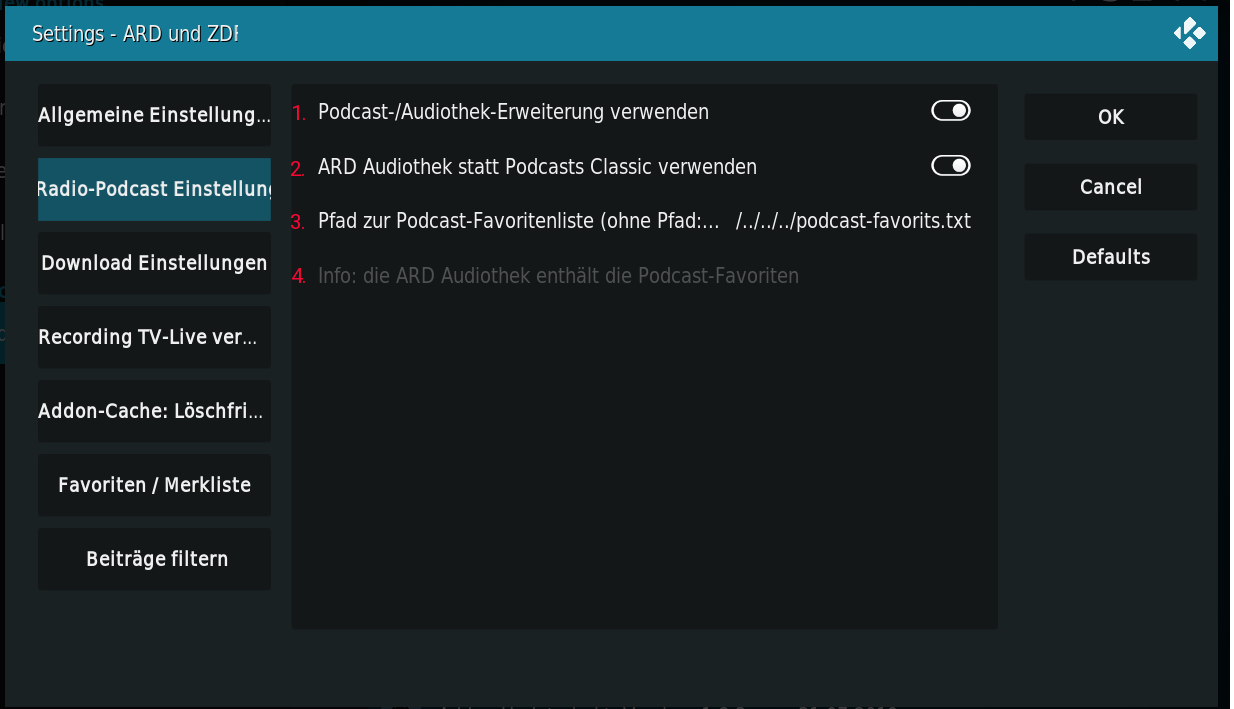 Settings - ARD und ZDF
Allgemeine Einstellung...
Radio-Podcast Einstellung
Download Einstellungen
Recording TV-Live ver...
Addon-Cache: Löschfri...
Favoriten / Merkliste
Beiträge filtern
1. Podcast-/Audiothek-Erweiterung verwenden
2. ARD Audiothek statt Podcasts Classic verwenden
3. Pfad zur Podcast-Favoritenliste (ohne Pfad:... /../../../podcast-favorits.txt
4. Info: die ARD Audiothek enthält die Podcast-Favoriten
OK
Cancel
Defaults